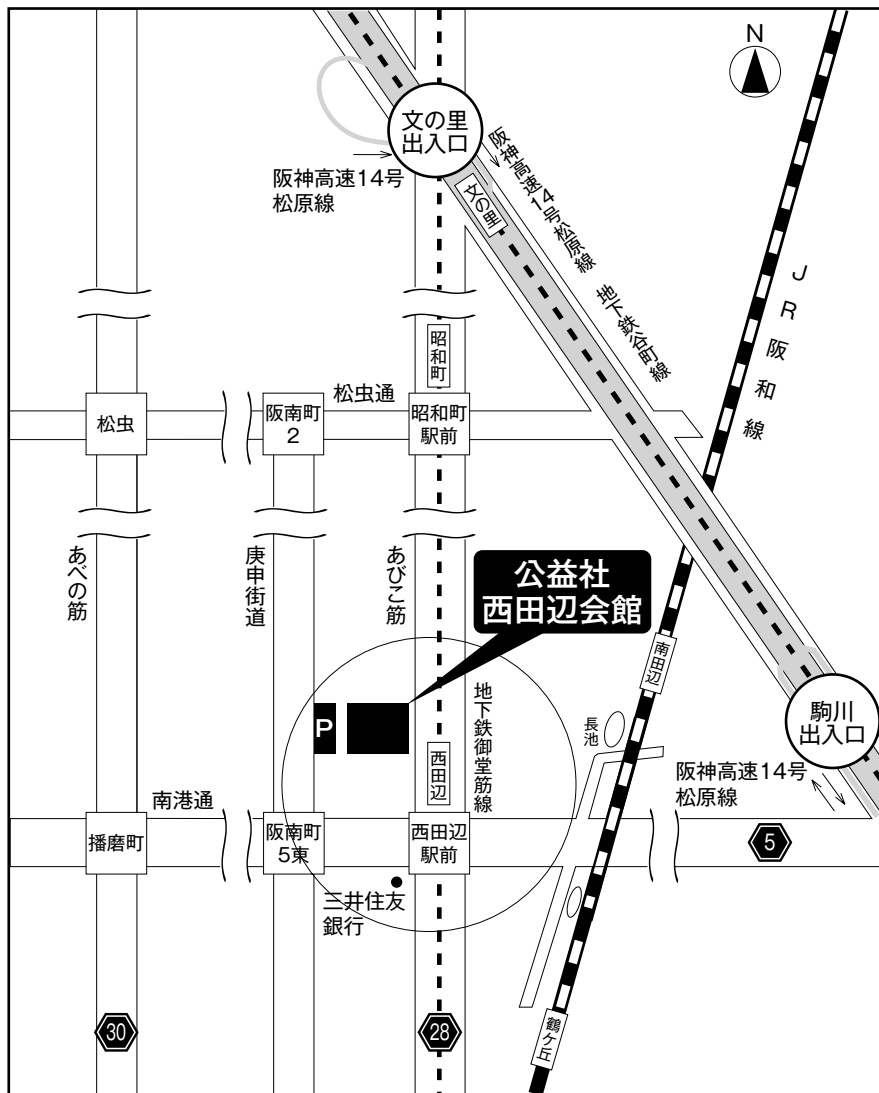 N
文の里
出入口
阪神高速14号
松原線
文の里
阪神高速14号松原線
地下鉄谷町線
JR阪和線
昭和町
松虫通
松虫
阪南町
2
昭和町
駅前
あべの筋
庚申街道
あびこ筋
公益社
西田辺会館
南田辺
P
地下鉄御堂筋線
西田辺
長池
駒川
出入口
阪神高速14号
松原線
南港通
播磨町
阪南町
5東
西田辺
駅前
5
三井住友
銀行
30
28
鶴ケ丘